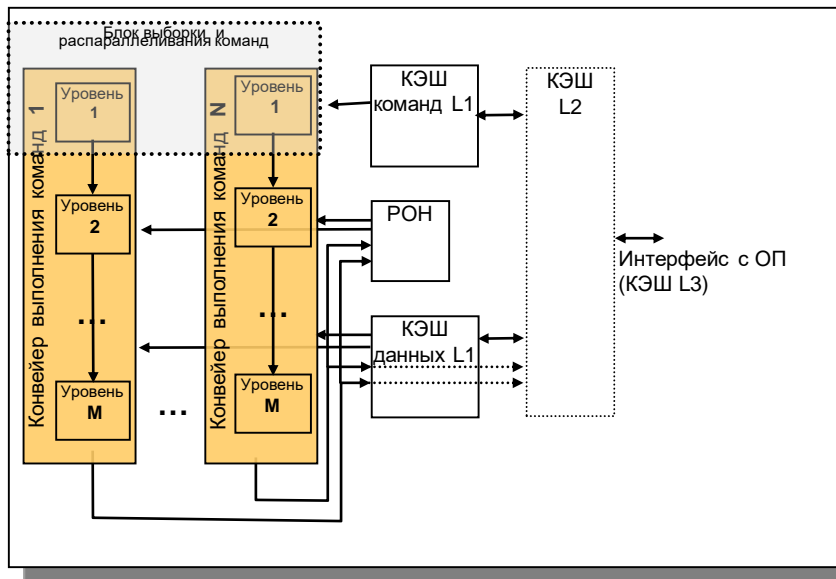 Блок выборки и
распараллеливания команд
Конвейер выполнения команд 1
Уровень
1
Уровень
2
...
Уровень
M
...
Конвейер выполнения команд N
Уровень
1
Уровень
2
...
Уровень
M
КЭШ
команд L1
РОН
КЭШ
данных L1
КЭШ
L2
Интерфейс с ОП
(КЭШ L3)